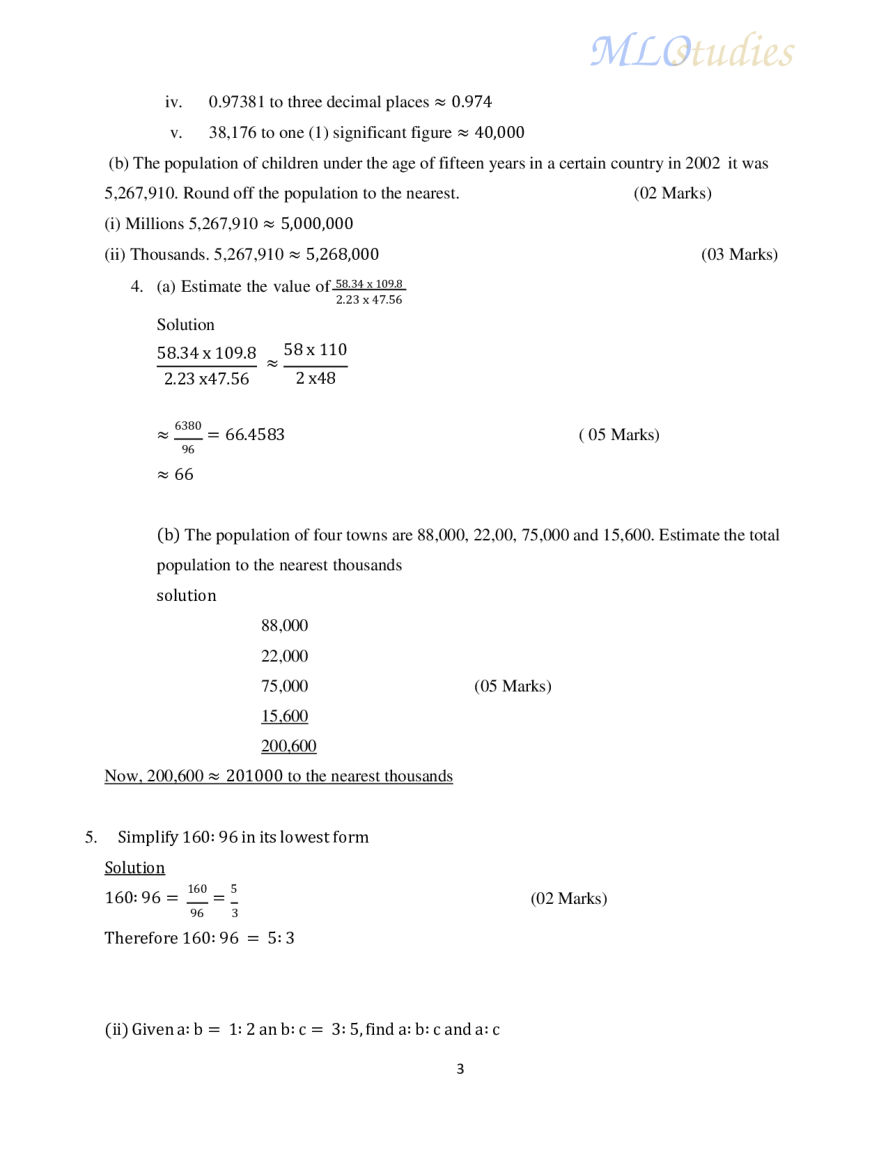 MLOstudies
iv. 0.97381 to three decimal places ≈ 0.974
v. 38,176 to one (1) significant figure ≈ 40,000
(b) The population of children under the age of fifteen years in a certain country in 2002 it was
5,267,910. Round off the population to the nearest. (02 Marks)
(i) Millions 5,267,910 ≈ 5,000,000
(ii) Thousands. 5,267,910 ≈ 5,268,000 (03 Marks)
4. (a) Estimate the value of 58.34 x 109.8 / 2.23 x 47.56
Solution
58.34 x 109.8 / 2.23 x47.56 ≈ 58 x 110 / 2 x48
≈ 6380 / 96 = 66.4583 ( 05 Marks)
≈ 66
(b) The population of four towns are 88,000, 22,00, 75,000 and 15,600. Estimate the total
population to the nearest thousands
solution
88,000
22,000
75,000 (05 Marks)
15,600
200,600
Now, 200,600 ≈ 201000 to the nearest thousands
5. Simplify 160: 96 in its lowest form
Solution
160: 96 = 160 / 96 = 5 / 3 (02 Marks)
Therefore 160: 96 = 5: 3
(ii) Given a: b = 1: 2 an b: c = 3: 5, find a: b: c and a: c
3